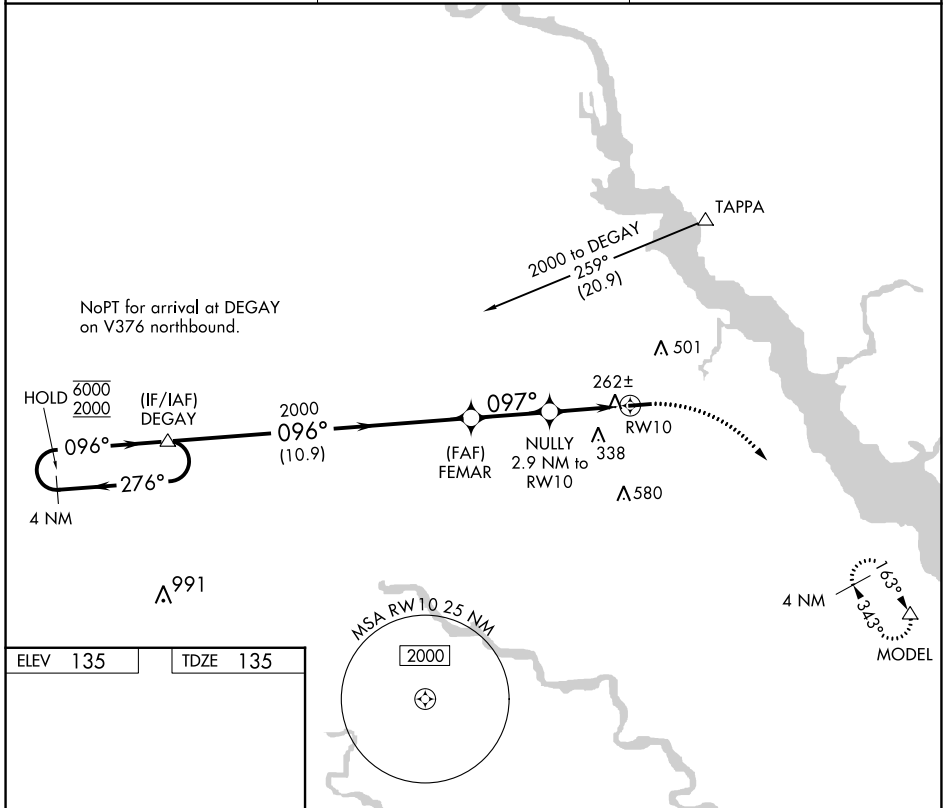 TAPPA
2000 to DEGAY
259°
(20.9)
NoPT for arrival at DEGAY
on V376 northbound.
501
HOLD 6000
2000
(IF/IAF)
DEGAY
096°
276°
4 NM
2000
096°
(10.9)
097°
(FAF)
FEMAR
NULLY
2.9 NM to
RW10
262±
RW10
338
580
991
4 NM
163°
343°
MODEL
MSA RW10 25 NM
2000
ELEV 135
TDZE 135